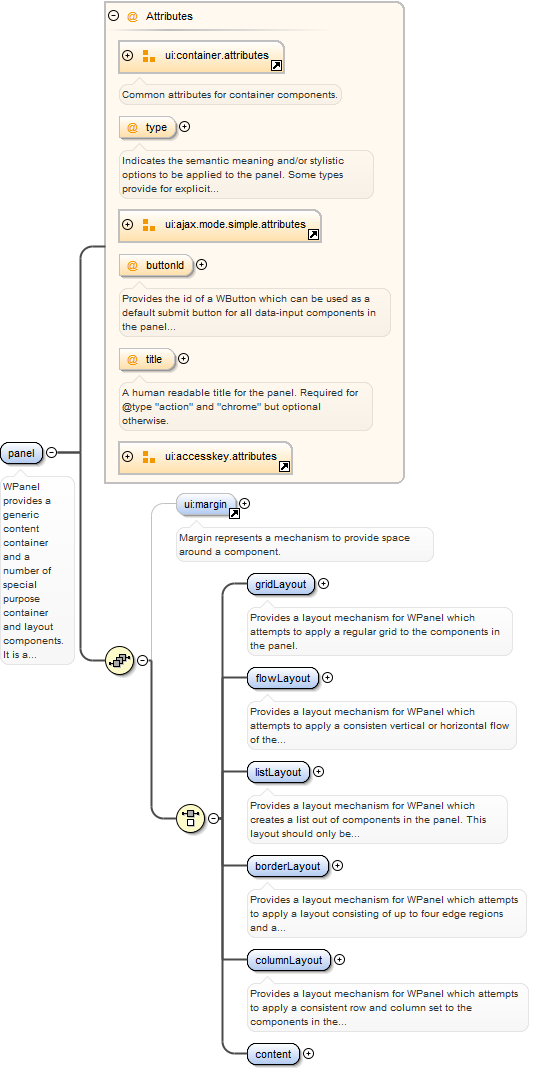 @ Attributes
ui:container.attributes
Common attributes for container components.
@ type
Indicates the semantic meaning and/or stylistic
options to be applied to the panel. Some types
provide for explicit...
ui:ajax.mode.simple.attributes
@ buttonId
Provides the id of a WButton which can be used as a
default submit button for all data-input components in
the panel...
@ title
A human readable title for the panel. Required for
@type "action" and "chrome" but optional
otherwise.
ui:accesskey.attributes
panel
WPanel
provides a
generic
content
container
and a
number of
special
purpose
container
and layout
components.
It is a...
ui:margin
Margin represents a mechanism to provide space
around a component.
gridLayout
Provides a layout mechanism for WPanel which
attempts to apply a regular grid to the components in
the panel.
flowLayout
Provides a layout mechanism for WPanel which
attempts to apply a consisten vertical or horizontal flow
of the...
listLayout
Provides a layout mechanism for WPanel which
creates a list out of components in the panel. This
layout should only be...
borderLayout
Provides a layout mechanism for WPanel which attempts
to apply a layout consisting of up to four edge regions
and a...
columnLayout
Provides a layout mechanism for WPanel which attempts
to apply a consistent row and column set to the
components in the...
content